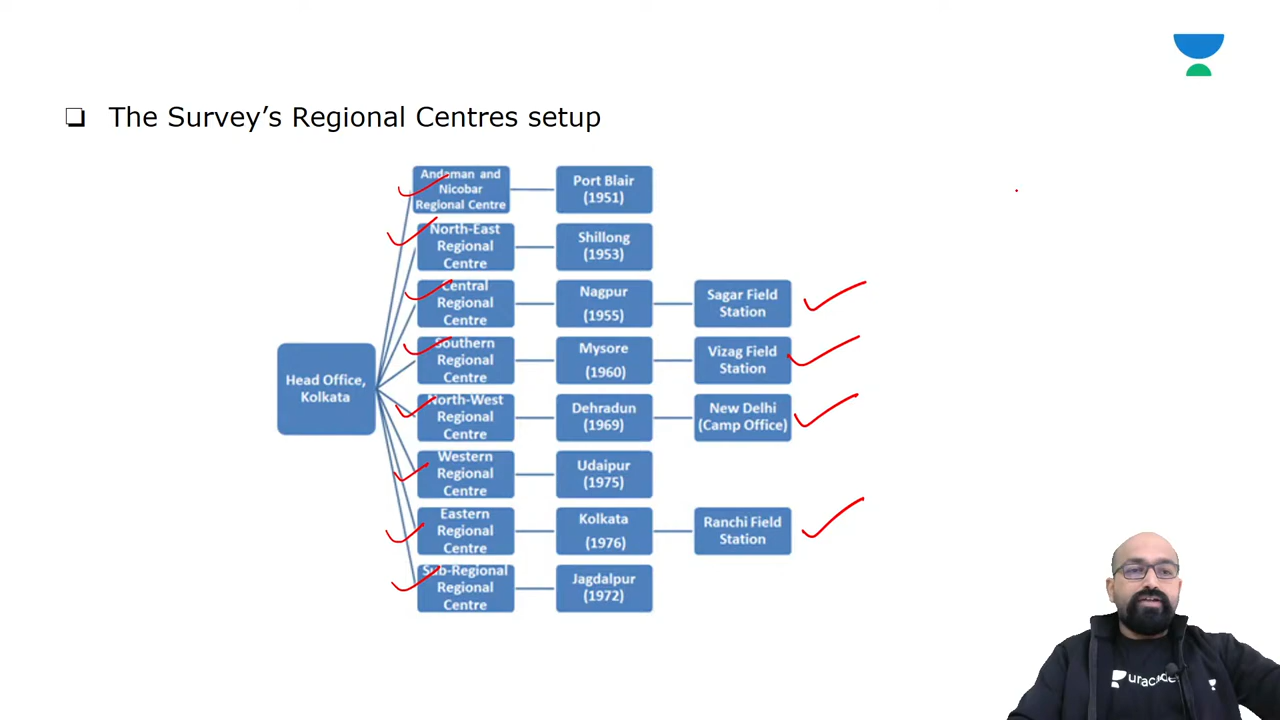 ❏ The Survey’s Regional Centres setup
Andaman and
Nicobar
Regional Centre
Port Blair
(1951)
North-East
Regional
Centre
Shillong
(1953)
Central
Regional
Centre
Nagpur
(1955)
Sagar Field
Station
Southern
Regional
Centre
Mysore
(1960)
Vizag Field
Station
Head Office,
Kolkata
North-West
Regional
Centre
Dehradun
(1969)
New Delhi
(Camp Office)
Western
Regional
Centre
Udaipur
(1975)
Eastern
Regional
Centre
Kolkata
(1976)
Ranchi Field
Station
Sub-Regional
Regional
Centre
Jagdalpur
(1972)